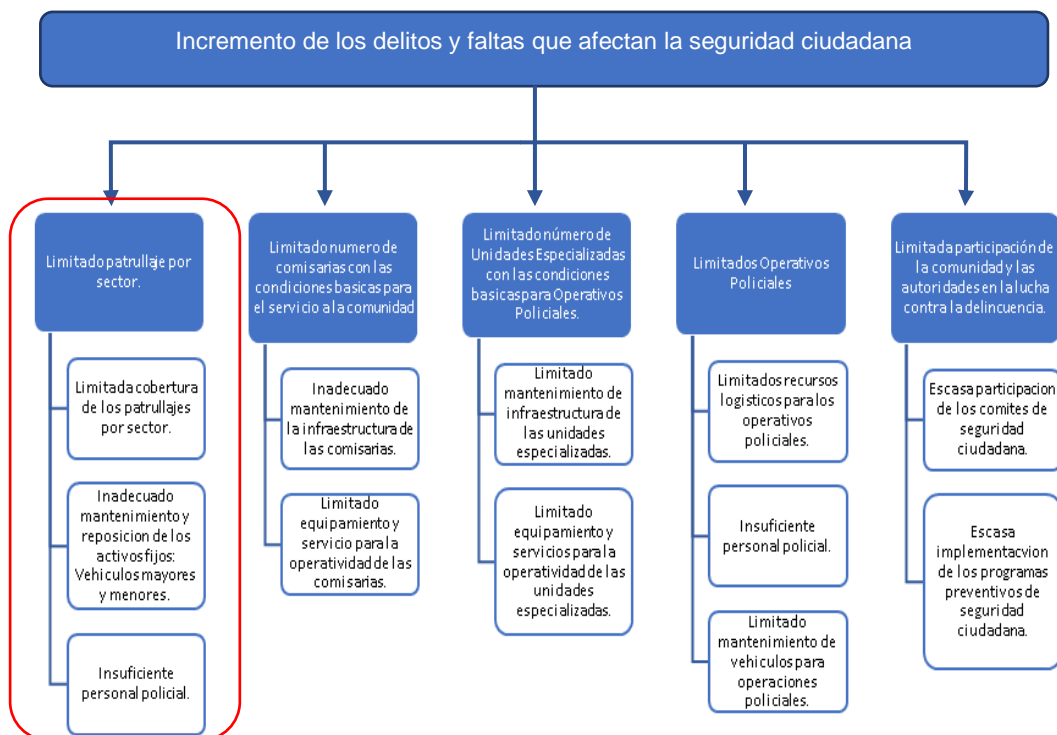 Incremento de los delitos y faltas que afectan la seguridad ciudadana
Limitado patrullaje por
sector.
Limitada cobertura
de los patrullajes
por sector.
Inadecuado
mantenimiento y
reposicion de los
activos fijos:
Vehiculos mayores
y menores.
Insuficiente
personal policial.
Limitado numero de
comisarias con las
condiciones basicas para
el servicio a la comunidad
Inadecuado
mantenimiento de
la infraestructura de
las comisarias.
Limitado
equipamiento y
servicio para la
operatividad de las
comisarias.
Limitado número de
Unidades Especializadas
con las condiciones
basicas para Operativos
Policiales.
Limitado
mantenimiento de
infraestructura de
las unidades
especializadas.
Limitado
equipamiento y
servicios para la
operatividad de las
unidades
especializadas.
Limitados Operativos
Policiales
Limitados recursos
logisticos para los
operativos
policiales.
Insuficiente
personal policial.
Limitado
mantenimiento de
vehiculos para
operaciones
policiales.
Limitada participación de
la comunidad y las
autoridades en la lucha
contra la delincuencia.
Escasa participacion
de los comites de
seguridad
ciudadana.
Escasa
implementacvion
de los programas
preventivos de
seguridad
ciudadana.